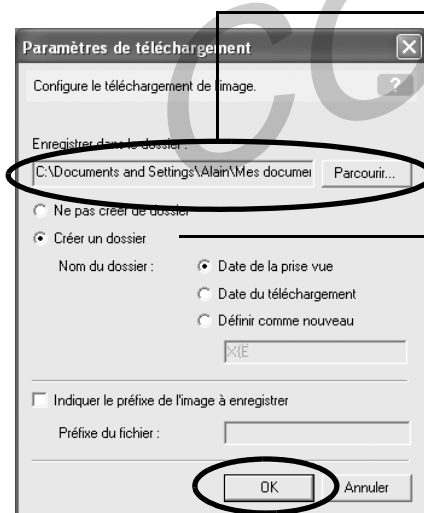 Paramètres de téléchargement
Configure le téléchargement de l'image.
?
Enregistrer dans le dossier :
C:\Documents and Settings\Alain\Mes documer
Parcourir...
Ne pas créer de dossier
Créer un dossier
Nom du dossier :
Date de la prise vue
Date du téléchargement
Définir comme nouveau
Indiquer le préfixe de l'image à enregistrer
Préfixe du fichier :
OK
Annuler